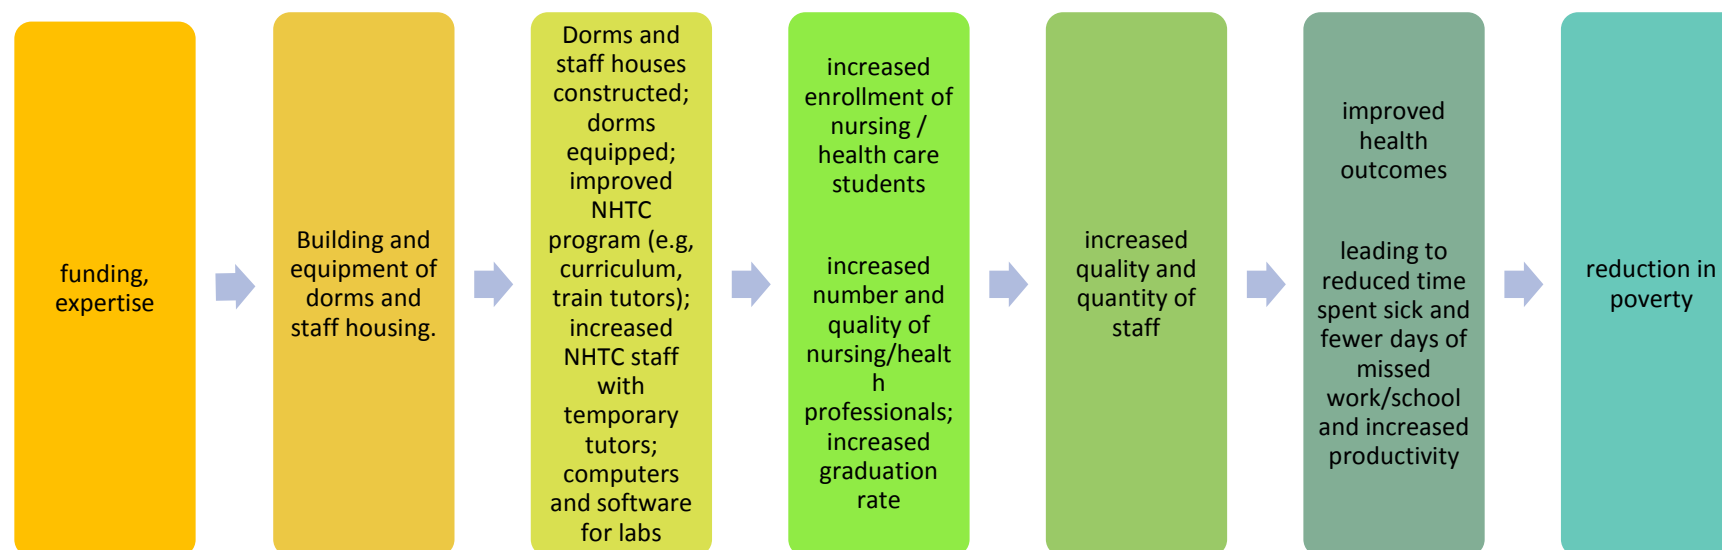 funding,
expertise
Building and
equipment of
dorms and
staff housing.
Dorms and
staff houses
constructed;
dorms
equipped;
improved
NHTC
program (e.g,
curriculum,
train tutors);
increased
NHTC staff
with
temporary
tutors;
computers
and software
for labs
increased
enrollment of
nursing /
health care
students
increased
number and
quality of
nursing/healt
h
professionals;
increased
graduation
rate
increased
quality and
quantity of
staff
improved
health
outcomes
leading to
reduced time
spent sick and
fewer days of
missed
work/school
and increased
productivity
reduction in
poverty